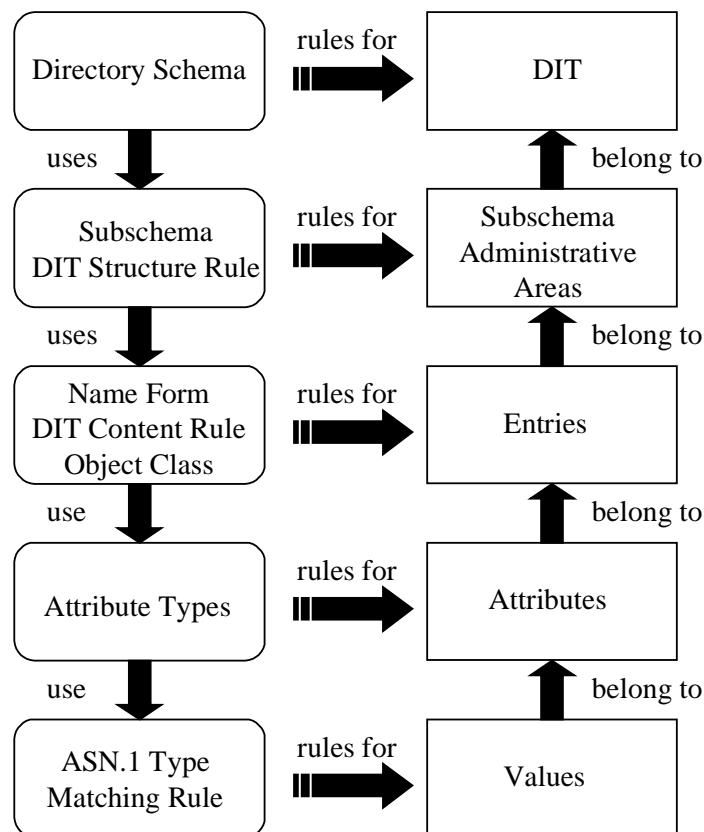 Directory Schema
rules for
DIT
uses
belong to
Subschema
DIT Structure Rule
rules for
Subschema
Administrative
Areas
uses
belong to
Name Form
DIT Content Rule
Object Class
rules for
Entries
use
belong to
Attribute Types
rules for
Attributes
use
belong to
ASN.1 Type
Matching Rule
rules for
Values